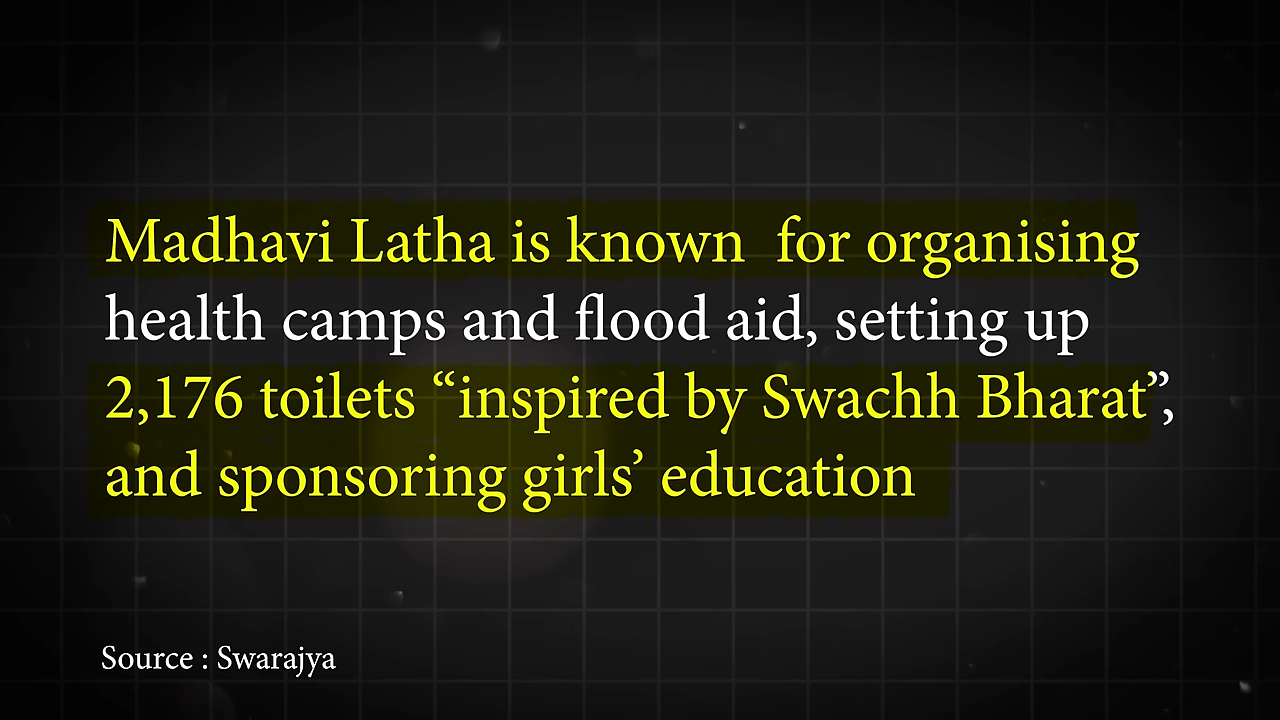 Madhavi Latha is known  for organising
health camps and flood aid, setting up
2,176 toilets “inspired by Swachh Bharat”,
and sponsoring girls’ education
Source : Swarajya